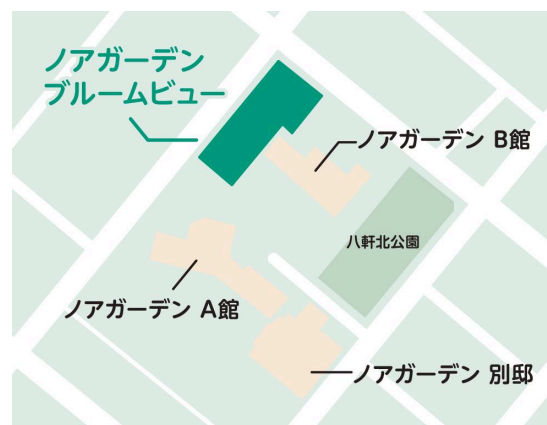 ノアガーデン
ブルームビュー
ノアガーデン B館
八軒北公園
ノアガーデン A館
ノアガーデン 別邸